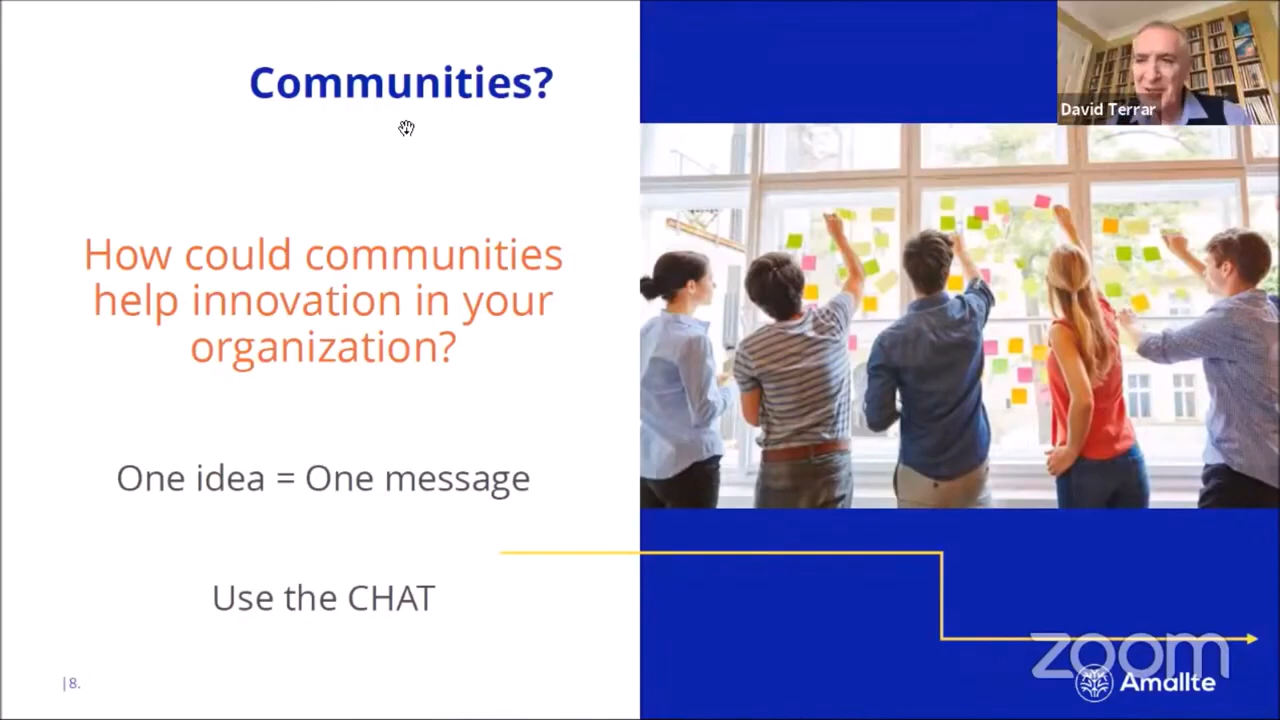 Communities?
David Terrar
How could communities
help innovation in your
organization?
One idea = One message
Use the CHAT
|8.
zoom
Amallte